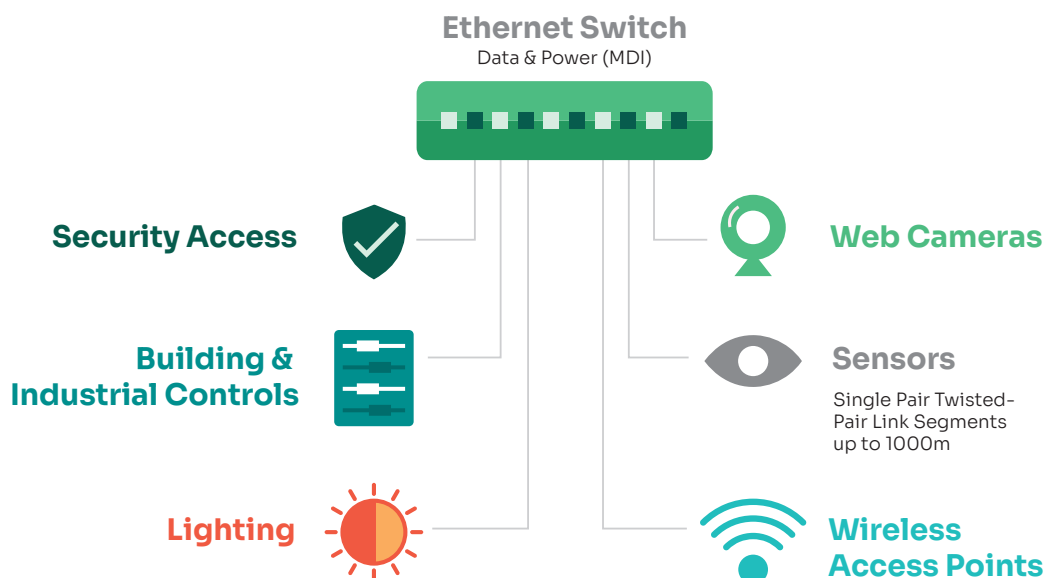 Ethernet Switch
Data & Power (MDI)
Security Access
Web Cameras
Building &
Industrial Controls
Sensors
Single Pair Twisted-
Pair Link Segments
up to 1000m
Lighting
Wireless
Access Points